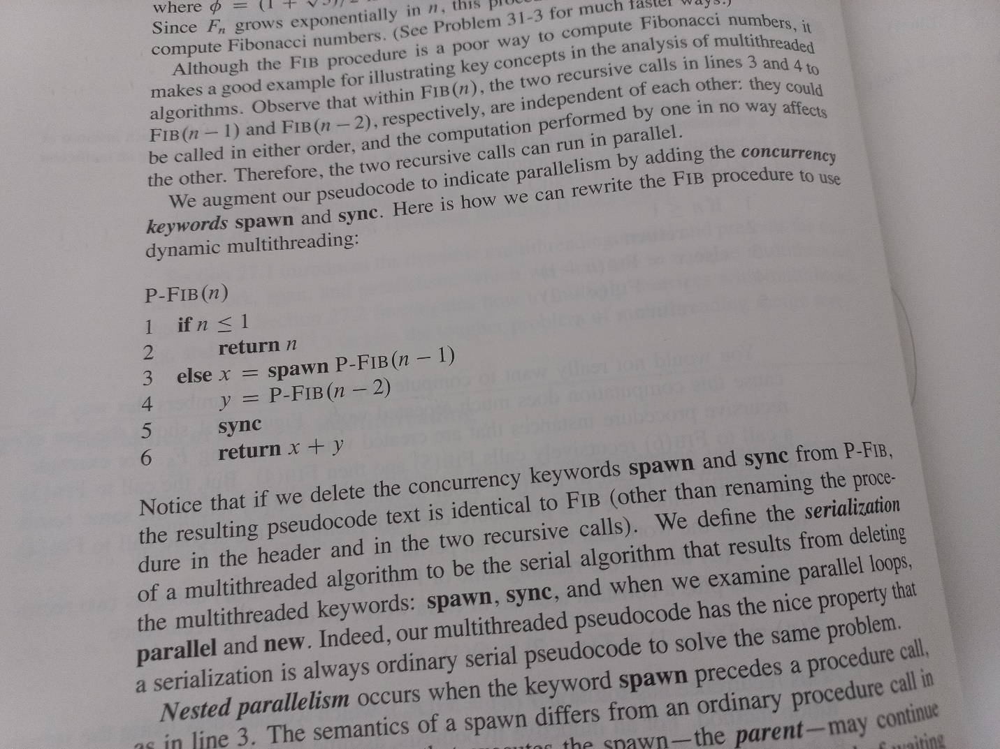 where ϕ = (1 +
Since Fn grows exponentially in n, this
compute Fibonacci numbers. (See Problem 31-3 for much faster ways.)
Although the FIB procedure is a poor way to compute Fibonacci numbers, it
makes a good example for illustrating key concepts in the analysis of multithreaded
algorithms. Observe that within FIB(n), the two recursive calls in lines 3 and 4 to
FIB(n − 1) and FIB(n − 2), respectively, are independent of each other: they could
be called in either order, and the computation performed by one in no way affects
the other. Therefore, the two recursive calls can run in parallel.
We augment our pseudocode to indicate parallelism by adding the concurrency
keywords spawn and sync. Here is how we can rewrite the FIB procedure to use
dynamic multithreading:
P-FIB(n)
1 if n ≤ 1
2 return n
3 else x = spawn P-FIB(n − 1)
4 y = P-FIB(n − 2)
5 sync
6 return x + y
Notice that if we delete the concurrency keywords spawn and sync from P-FIB,
the resulting pseudocode text is identical to FIB (other than renaming the proce-
dure in the header and in the two recursive calls). We define the serialization
of a multithreaded algorithm to be the serial algorithm that results from deleting
the multithreaded keywords: spawn, sync, and when we examine parallel loops,
parallel and new. Indeed, our multithreaded pseudocode has the nice property that
a serialization is always ordinary serial pseudocode to solve the same problem.
Nested parallelism occurs when the keyword spawn precedes a procedure call,
as in line 3. The semantics of a spawn differs from an ordinary procedure call in
the spawn—the parent—may continue
waiting